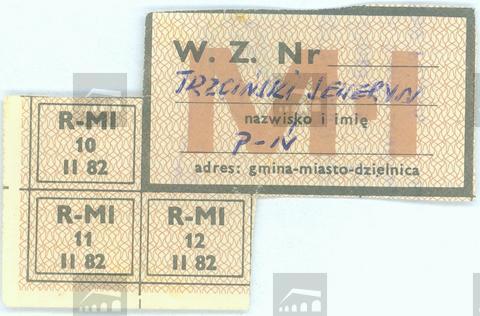 W. Z. Nr
TRZCIŃSKI SEWERYN
nazwisko i imię
P-N
adres: gmina-miasto-dzielnica
MI
R-MI
10
II 82
R-MI
11
II 82
R-MI
12
II 82